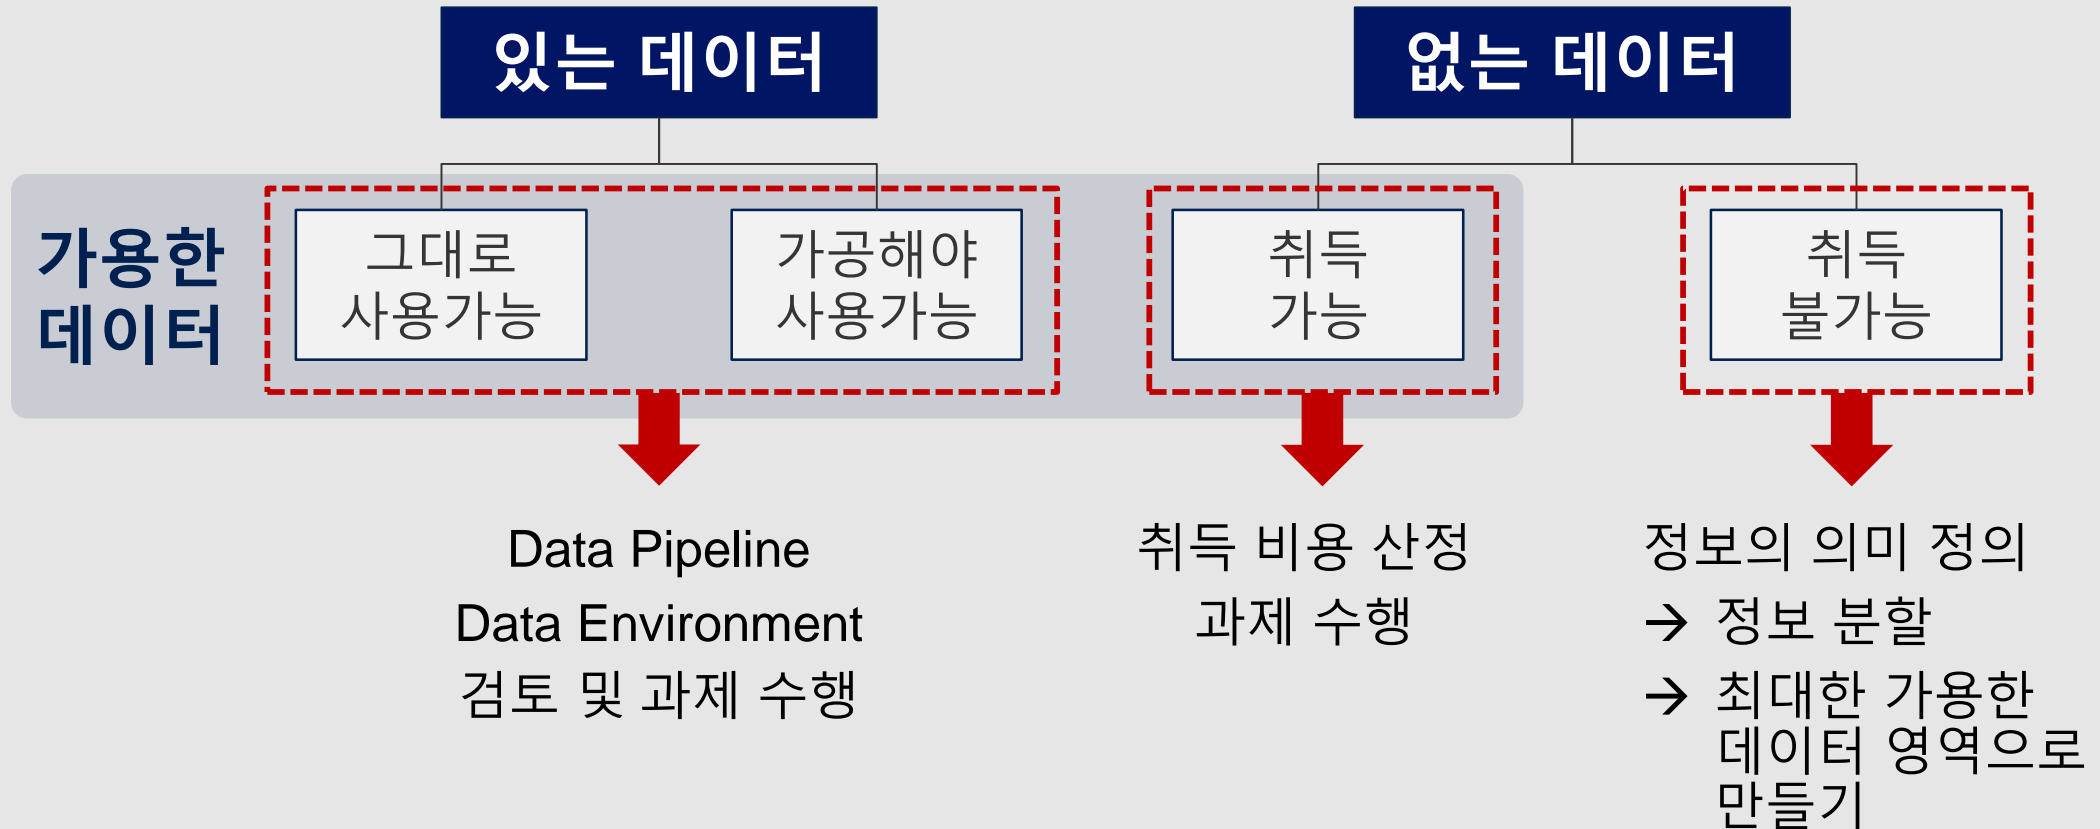 있는 데이터
없는 데이터
가용한
데이터
그대로
사용가능
가공해야
사용가능
취득
가능
취득
불가능
Data Pipeline
Data Environment
검토 및 과제 수행
취득 비용 산정
과제 수행
정보의 의미 정의
→ 정보 분할
→ 최대한 가용한
데이터 영역으로
만들기